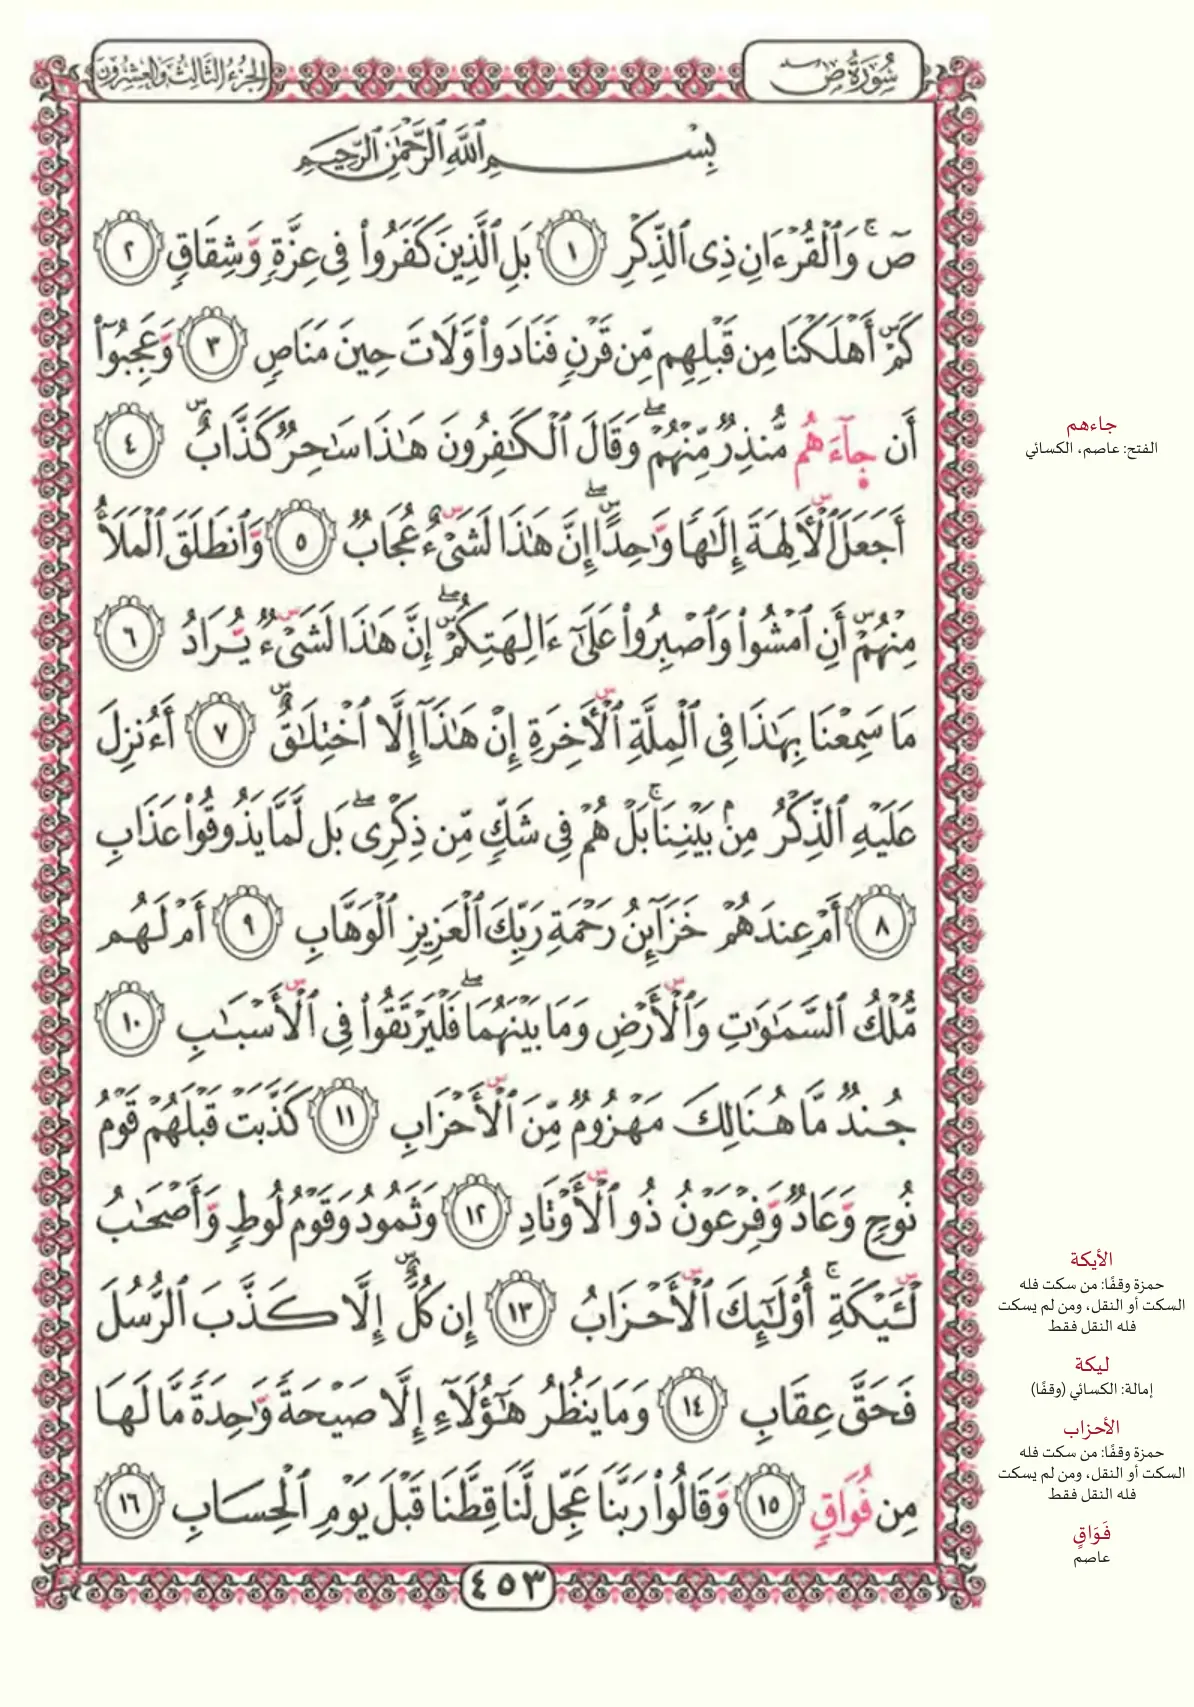 سُورَةُ صٓ
الجُزءُ الثَّالِثُ وَالعِشْرُونَ
بِسْمِ ٱللَّهِ ٱلرَّحْمَٰنِ ٱلرَّحِيمِ
صٓ ۚ وَٱلْقُرْءَانِ ذِى ٱلذِّكْرِ ١ بَلِ ٱلَّذِينَ كَفَرُوا۟ فِى عِزَّةٍ وَشِقَاقٍ ٢
كَمْ أَهْلَكْنَا مِن قَبْلِهِم مِّن قَرْنٍ فَنَادَوا۟ وَّلَاتَ حِينَ مَنَاصٍ ٣ وَعَجِبُوٓا۟
أَن جَآءَهُم مُّنذِرٌ مِّنْهُمْ ۖ وَقَالَ ٱلْكَٰفِرُونَ هَٰذَا سَٰحِرٌ كَذَّابٌ ٤
أَجَعَلَ ٱلْأَلِهَةَ إِلَٰهًا وَٰحِدًا ۖ إِنَّ هَٰذَا لَشَىْءٌ عُجَابٌ ٥ وَٱنطَلَقَ ٱلْمَلَأُ
مِنْهُمْ أَنِ ٱمْشُوا۟ وَٱصْبِرُوا۟ عَلَىٰٓ ءَالِهَتِكُمْ ۖ إِنَّ هَٰذَا لَشَىْءٌ يُرَادُ ٦
مَا سَمِعْنَا بِهَٰذَا فِى ٱلْمِلَّةِ ٱلْأَخِرَةِ إِنْ هَٰذَآ إِلَّا ٱخْتِلَٰقٌ ٧ أَءُنزِلَ
عَلَيْهِ ٱلذِّكْرُ مِنۢ بَيْنِنَا ۚ بَلْ هُمْ فِى شَكٍّ مِّن ذِكْرِى ۖ بَل لَّمَّا يَذُوقُوا۟ عَذَابِ
٨ أَمْ عِندَهُمْ خَزَآئِنُ رَحْمَةِ رَبِّكَ ٱلْعَزِيزِ ٱلْوَهَّابِ ٩ أَمْ لَهُم
مُّلْكُ ٱلسَّمَٰوَٰتِ وَٱلْأَرْضِ وَمَا بَيْنَهُمَا ۖ فَلْيَرْتَقُوا۟ فِى ٱلْأَسْبَٰبِ ١٠
جُندٌ مَّا هُنَالِكَ مَهْزُومٌ مِّنَ ٱلْأَحْزَابِ ١١ كَذَّبَتْ قَبْلَهُمْ قَوْمُ
نُوحٍ وَعَادٌ وَفِرْعَوْنُ ذُو ٱلْأَوْتَادِ ١٢ وَثَمُودُ وَقَوْمُ لُوطٍ وَأَصْحَٰبُ
لْـَٔيْكَةِ ۚ أُو۟لَٰٓئِكَ ٱلْأَحْزَابُ ١٣ إِن كُلٌّ إِلَّا كَذَّبَ ٱلرُّسُلَ
فَحَقَّ عِقَابِ ١٤ وَمَا يَنظُرُ هَٰٓؤُلَآءِ إِلَّا صَيْحَةً وَٰحِدَةً مَّا لَهَا
مِن فُوَاقٍ ١٥ وَقَالُوا۟ رَبَّنَا عَجِّل لَّنَا قِطَّنَا قَبْلَ يَوْمِ ٱلْحِسَابِ ١٦
٤٥٣
جاءهم
الفتح: عاصم، الكسائي
الأيكة
حمزة وقفًا: من سكت فله
السكت أو النقل، ومن لم يسكت
فله النقل فقط
ليكة
إمالة: الكسائي (وقفًا)
الأحزاب
حمزة وقفًا: من سكت فله
السكت أو النقل، ومن لم يسكت
فله النقل فقط
فَوَاقٍ
عاصم